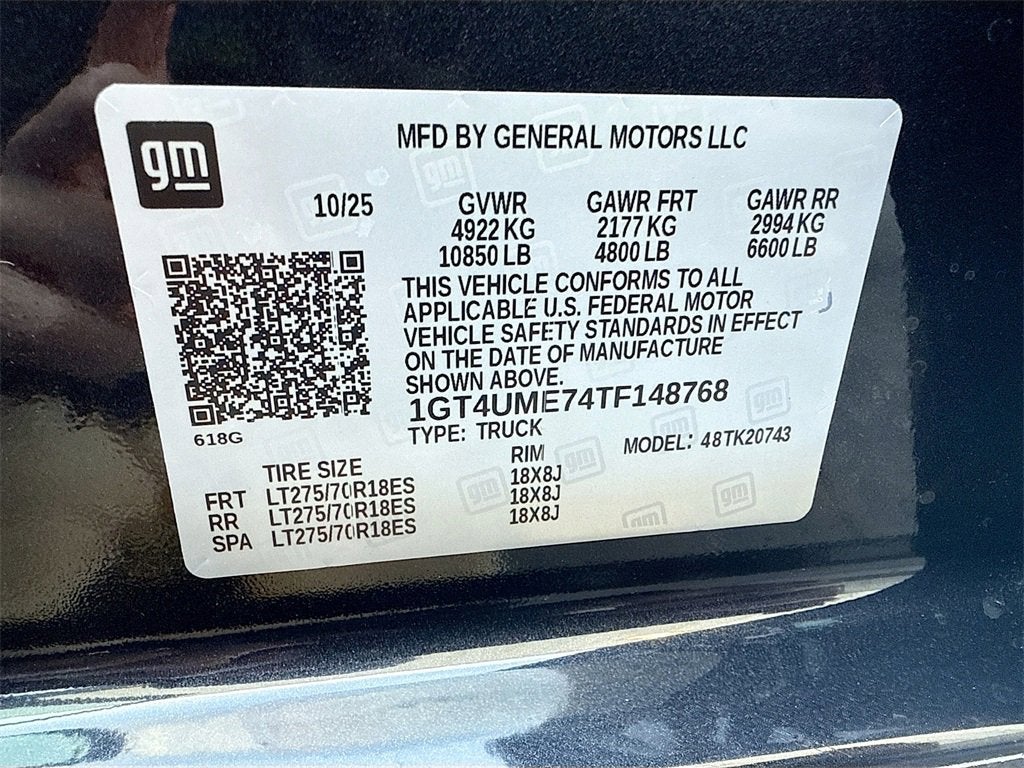 gm
MFD BY GENERAL MOTORS LLC
10/25
GVWR GAWR FRT GAWR RR
4922 KG 2177 KG 2994 KG
10850 LB 4800 LB 6600 LB
THIS VEHICLE CONFORMS TO ALL
APPLICABLE U.S. FEDERAL MOTOR
VEHICLE SAFETY STANDARDS IN EFFECT
ON THE DATE OF MANUFACTURE
SHOWN ABOVE.
1GT4UME74TF148768
618G
TYPE: TRUCK MODEL: 48TK20743
TIRE SIZE RIM
FRT LT275/70R18ES 18X8J
RR LT275/70R18ES 18X8J
SPA LT275/70R18ES 18X8J